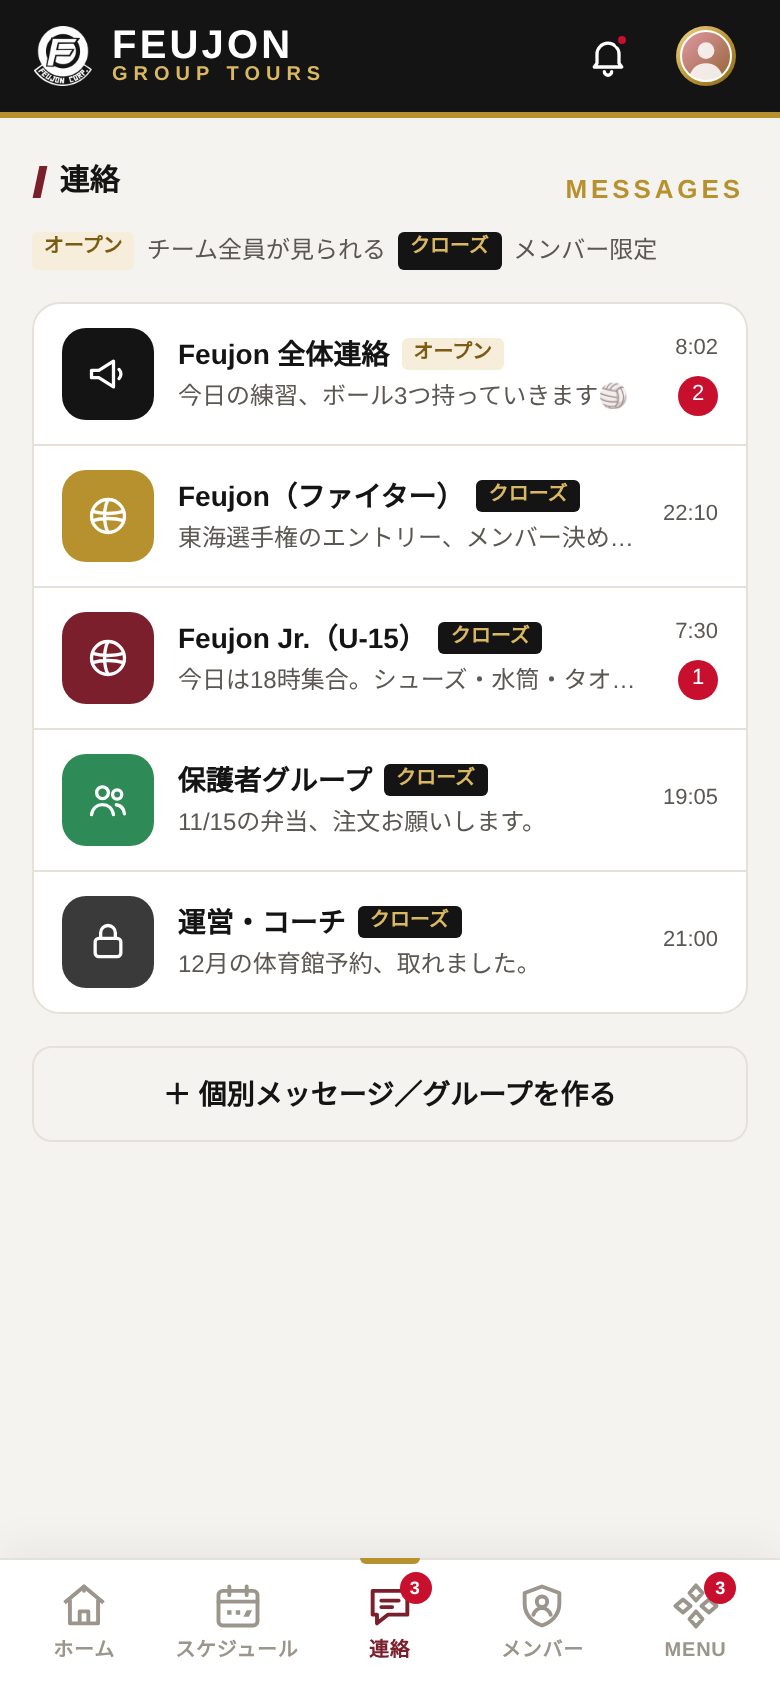 FEUJON
GROUP TOURS
FEUJON CORP.
連絡
MESSAGES
オープン チーム全員が見られる クローズ メンバー限定
Feujon 全体連絡 オープン
8:02
今日の練習、ボール3つ持っていきます🏐
2
Feujon（ファイター） クローズ
22:10
東海選手権のエントリー、メンバー決め…
Feujon Jr.（U-15） クローズ
7:30
今日は18時集合。シューズ・水筒・タオ…
1
保護者グループ クローズ
19:05
11/15の弁当、注文お願いします。
運営・コーチ クローズ
21:00
12月の体育館予約、取れました。
＋ 個別メッセージ／グループを作る
3
3
ホーム スケジュール 連絡 メンバー MENU